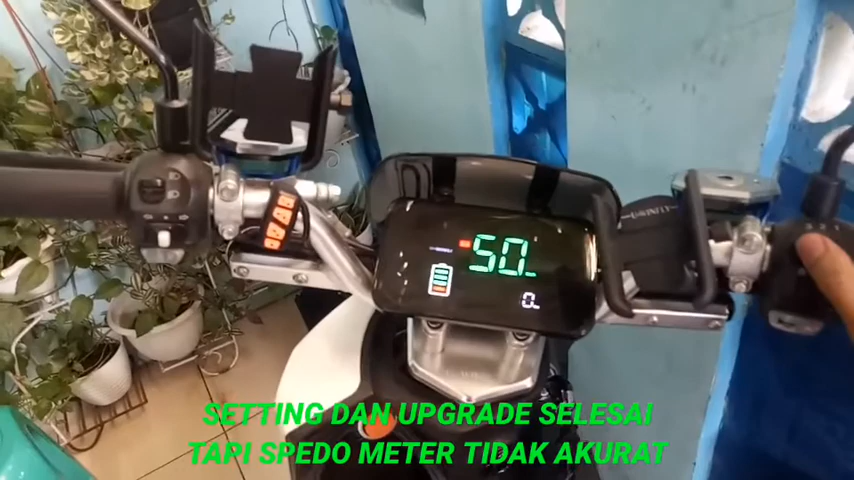 50
0
SETTING DAN UPGRADE SELESAI
TAPI SPEDO METER TIDAK AKURAT